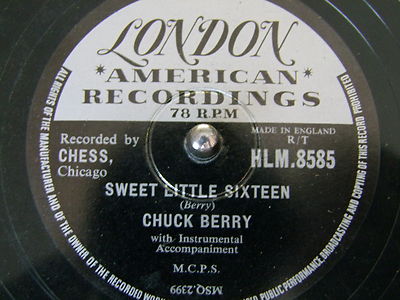 LONDON
*AMERICAN*
RECORDINGS
78 R.P.M
Recorded by
CHESS,
Chicago
MADE IN ENGLAND
R/T
HLM.8585
SWEET LITTLE SIXTEEN
(Berry)
CHUCK BERRY
with Instrumental
Accompaniment
M.C.P.S.
MSQ.2399
ALL RIGHTS OF THE MANUFACTURER AND OF THE OWNER OF THE RECORDED WORK
PUBLIC PERFORMANCE BROADCASTING AND COPYING OF THIS RECORD PROHIBITED